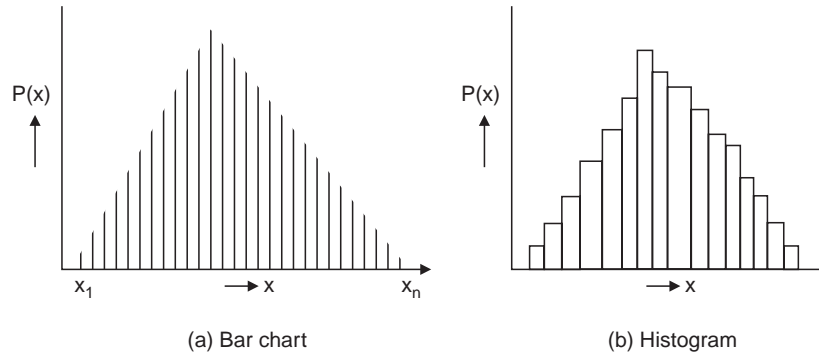 P(x)
x1
x
xn
(a) Bar chart
P(x)
x
(b) Histogram